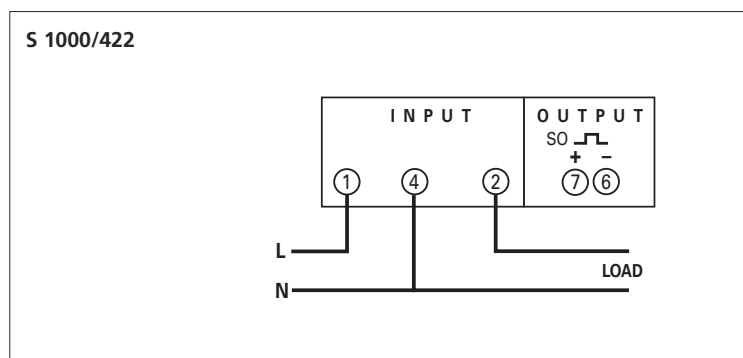 S 1000/422
INPUT OUTPUT
SO
+ −
1 4 2 7 6
L
LOAD
N